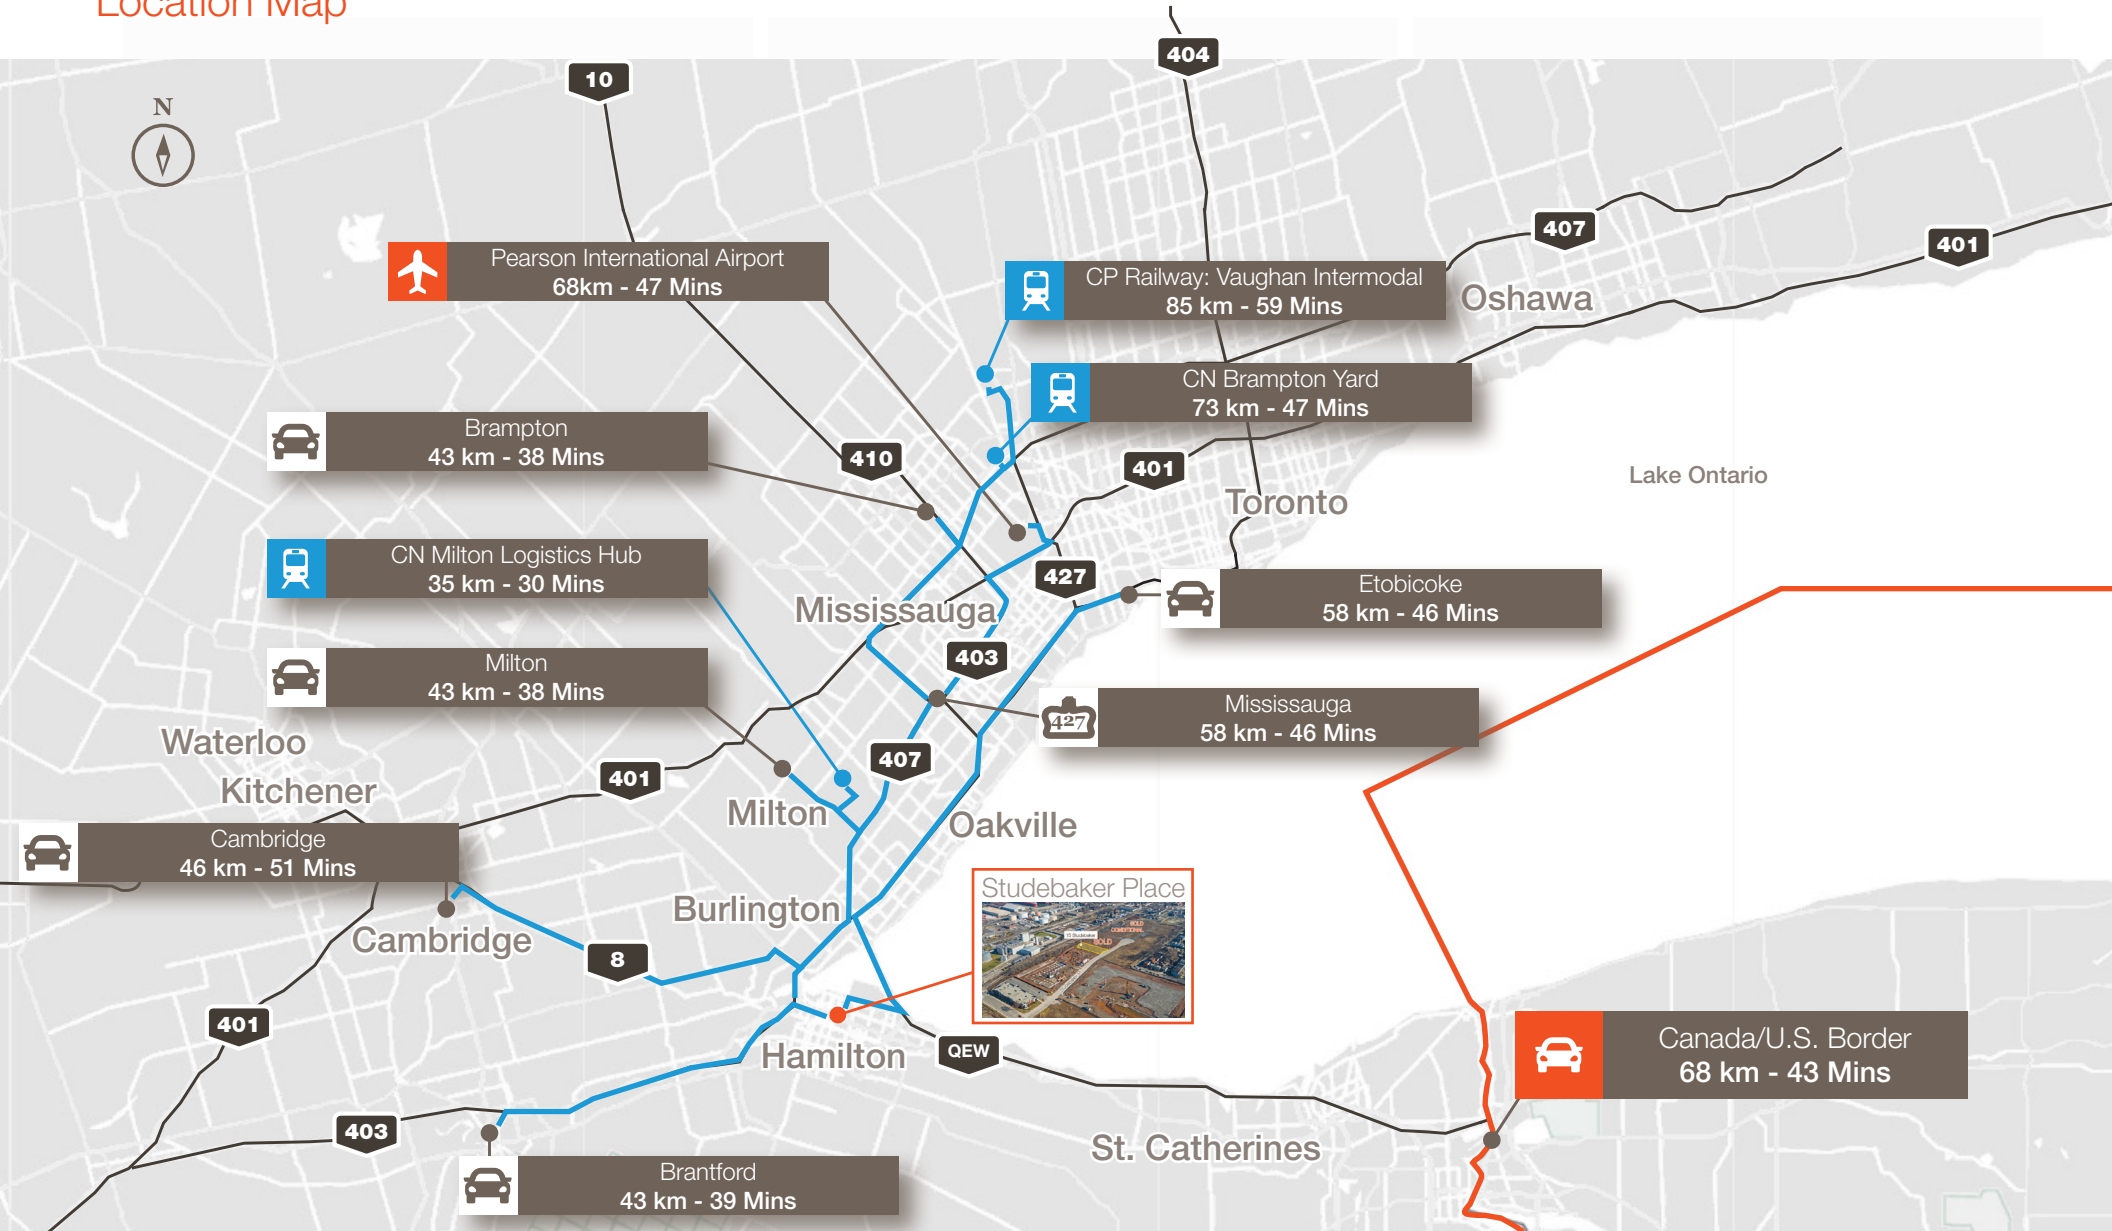 Location Map
404
10
N
407
401
Pearson International Airport
68km - 47 Mins
CP Railway: Vaughan Intermodal
85 km - 59 Mins
Oshawa
CN Brampton Yard
73 km - 47 Mins
Brampton
43 km - 38 Mins
410
401
Lake Ontario
Toronto
CN Milton Logistics Hub
35 km - 30 Mins
427
Etobicoke
58 km - 46 Mins
Mississauga
403
Milton
43 km - 38 Mins
427
Mississauga
58 km - 46 Mins
Waterloo
407
401
Kitchener
Milton
Oakville
Cambridge
46 km - 51 Mins
Studebaker Place
15 Studebaker
SOLD
SOLD
CONDITIONAL
Burlington
Cambridge
8
401
Hamilton
QEW
Canada/U.S. Border
68 km - 43 Mins
403
St. Catherines
Brantford
43 km - 39 Mins